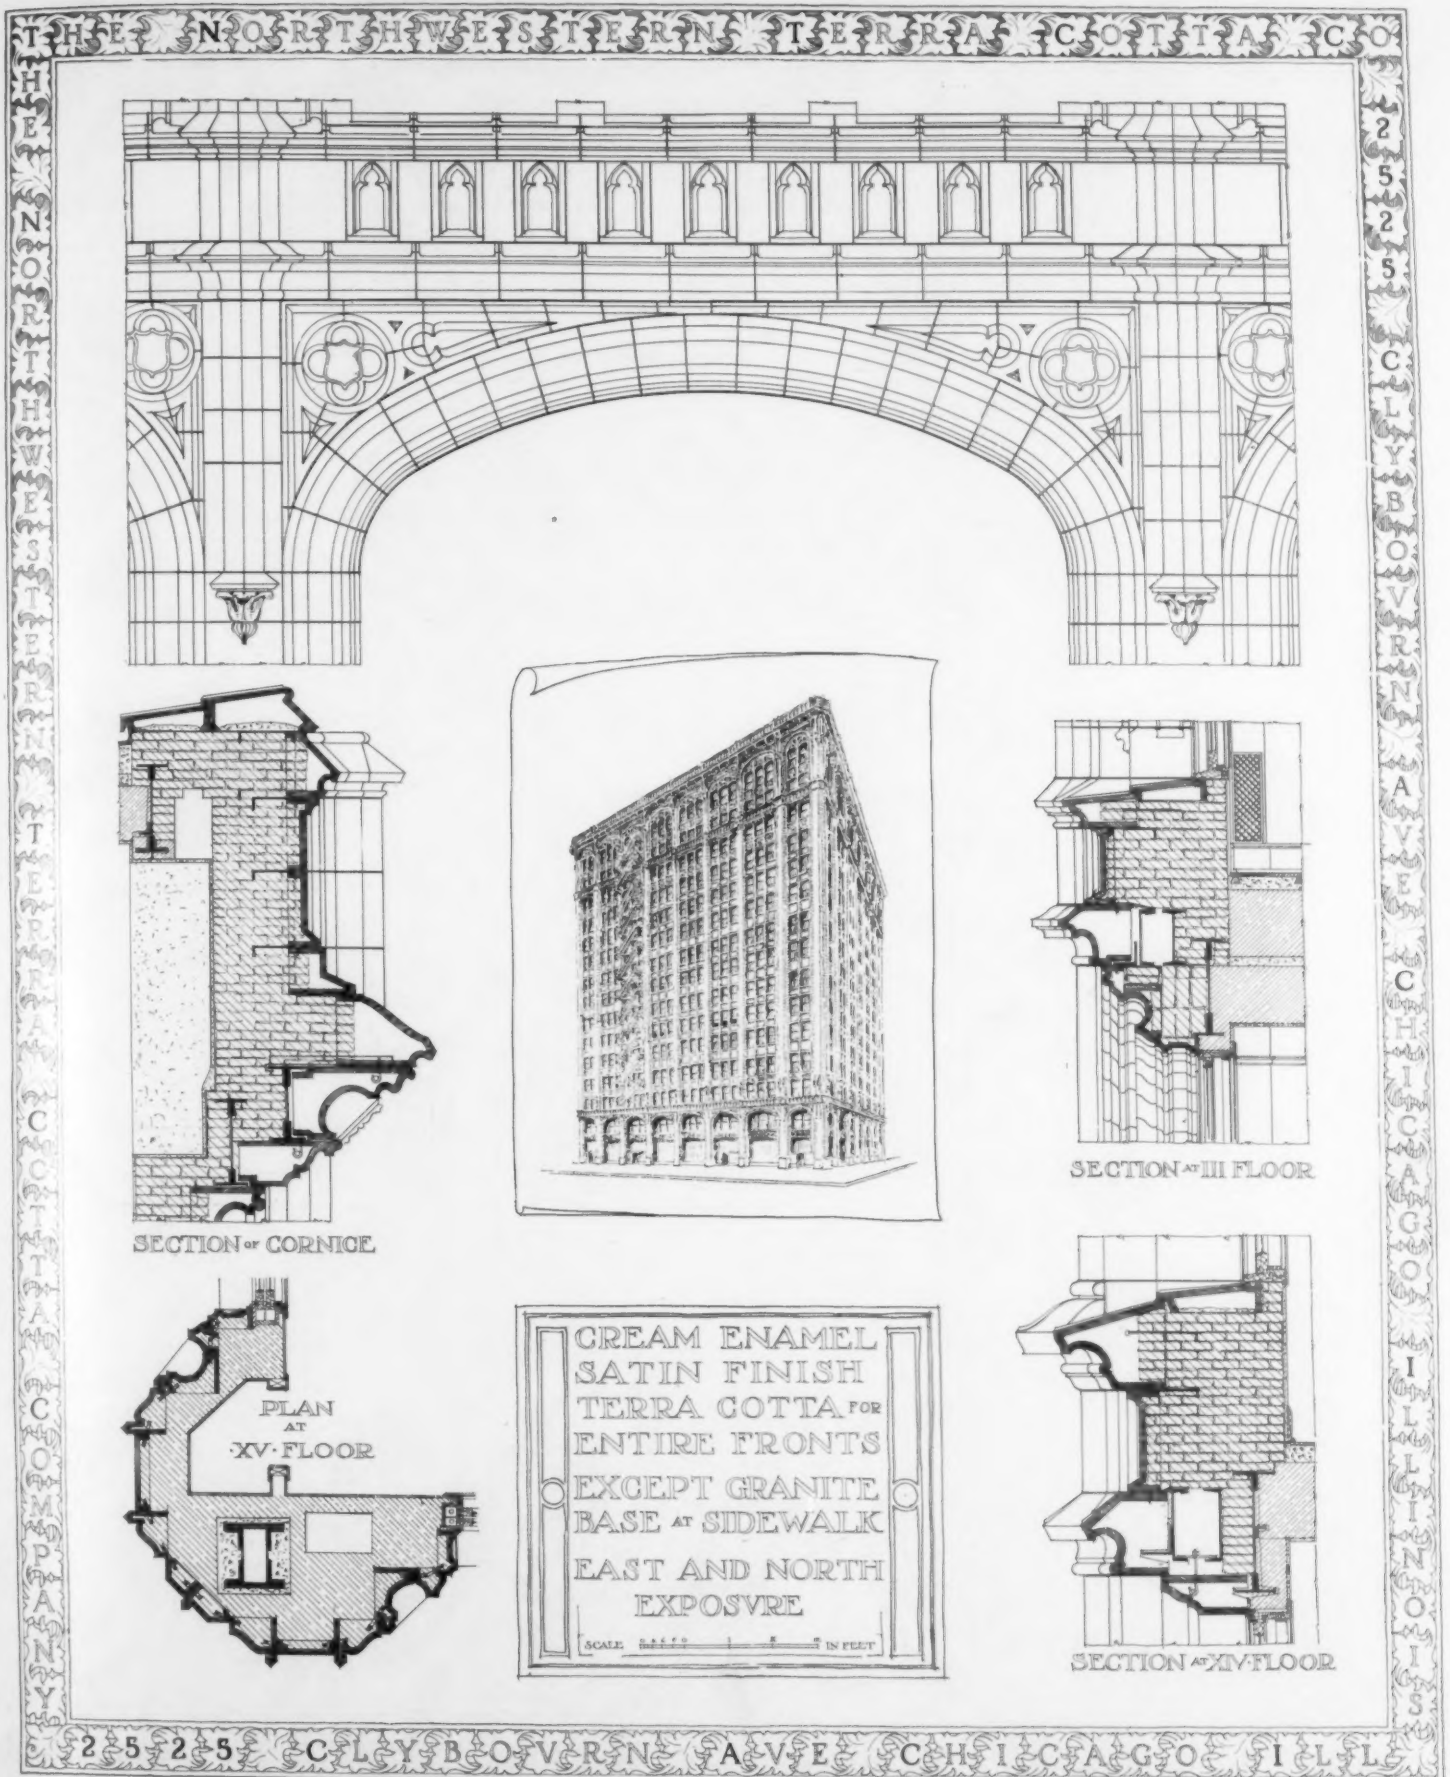 THE NORTHWESTERN TERRA COTTA CO
THE NORTHWESTERN TERRA COTTA COMPANY
2525 CLYBOVRN AVE CHICAGO ILLINOIS
SECTION OF CORNICE
SECTION AT III FLOOR
PLAN
AT
·XV·FLOOR
CREAM ENAMEL
SATIN FINISH
TERRA COTTA FOR
ENTIRE FRONTS
EXCEPT GRANITE
BASE AT SIDEWALK
EAST AND NORTH
EXPOSVRE
SCALE IN FEET
SECTION AT XIV·FLOOR
2525 CLYBOVRN AVE CHICAGO ILL